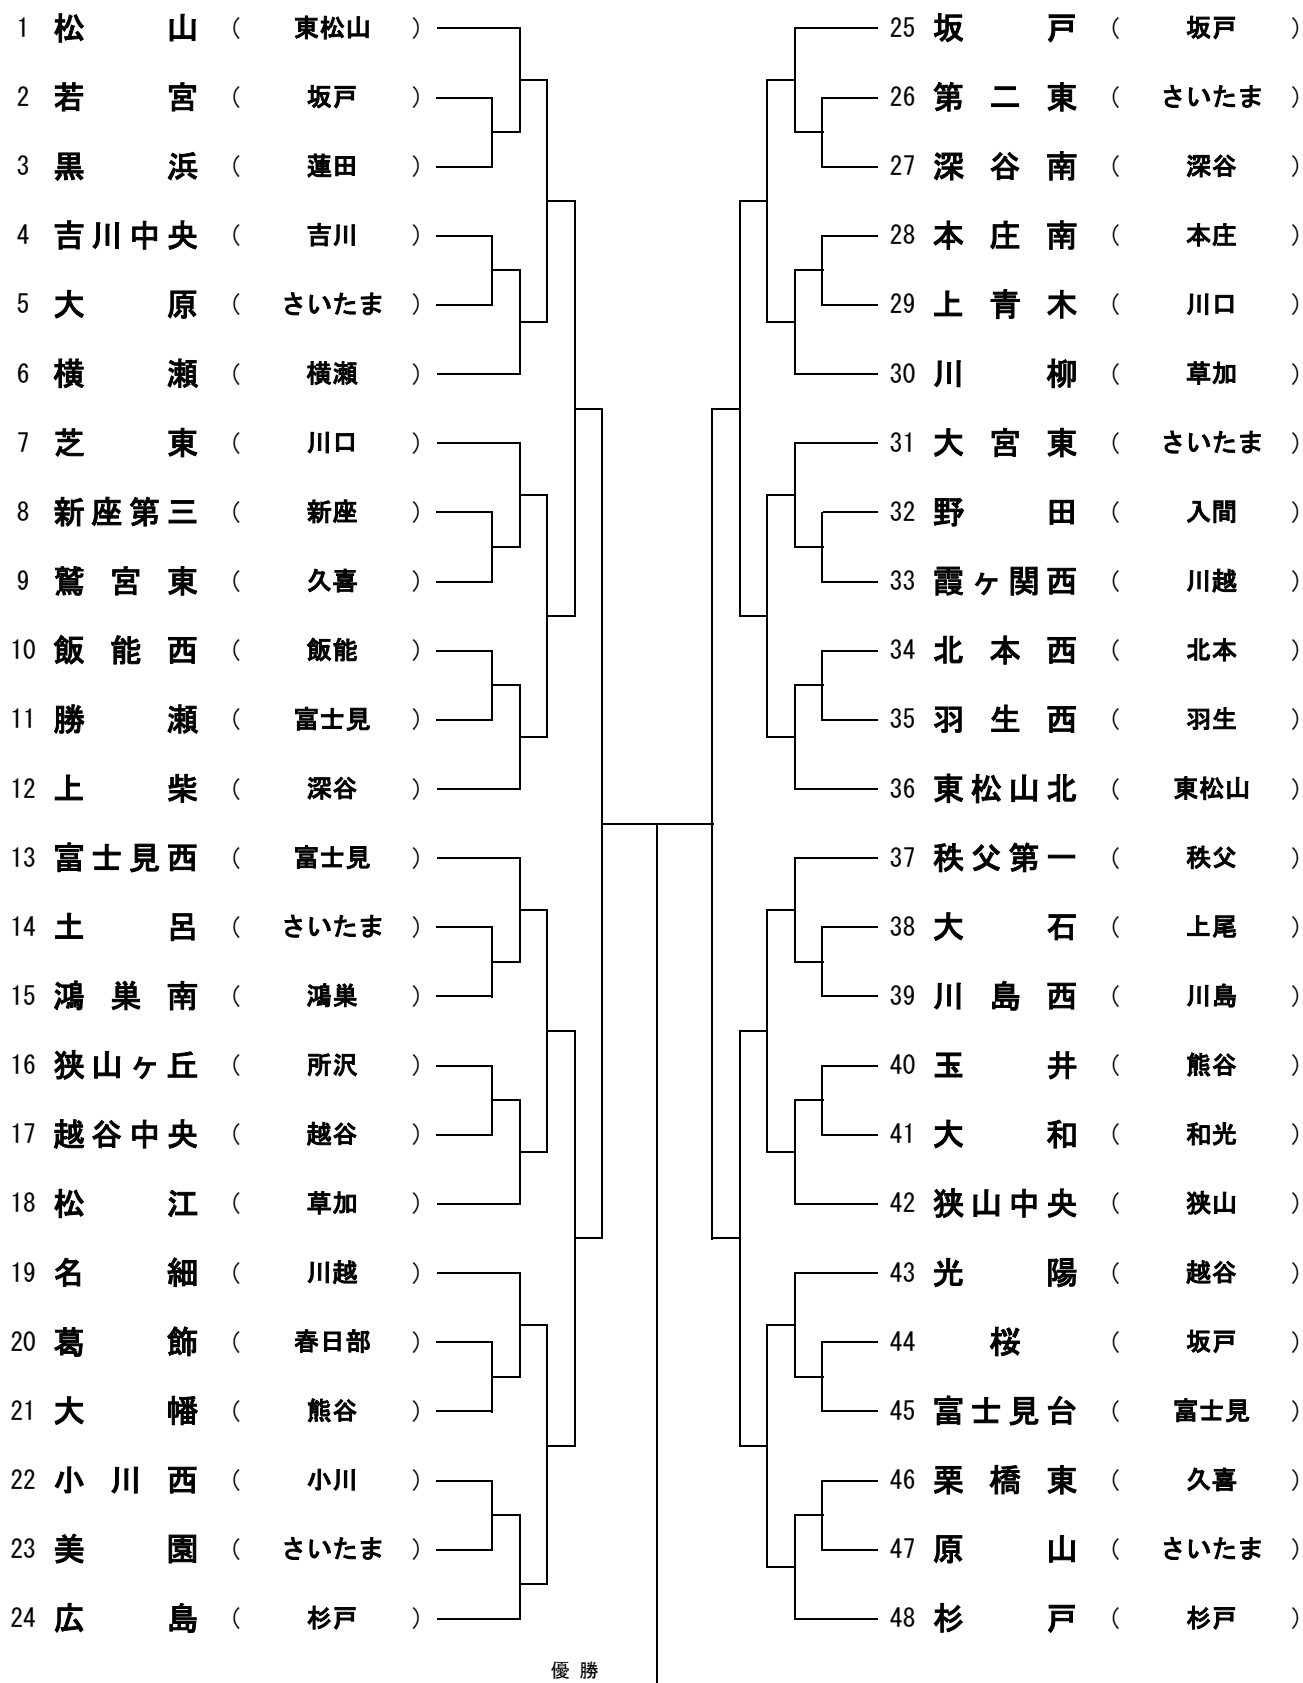 1 松山 ( 東松山 )
2 若宮 ( 坂戸 )
3 黒浜 ( 蓮田 )
4 吉川中央 ( 吉川 )
5 大原 ( さいたま )
6 横瀬 ( 横瀬 )
7 芝東 ( 川口 )
8 新座第三 ( 新座 )
9 鷲宮東 ( 久喜 )
10 飯能西 ( 飯能 )
11 勝瀬 ( 富士見 )
12 上柴 ( 深谷 )
13 富士見西 ( 富士見 )
14 土呂 ( さいたま )
15 鴻巣南 ( 鴻巣 )
16 狭山ヶ丘 ( 所沢 )
17 越谷中央 ( 越谷 )
18 松江 ( 草加 )
19 名細 ( 川越 )
20 葛飾 ( 春日部 )
21 大幡 ( 熊谷 )
22 小川西 ( 小川 )
23 美園 ( さいたま )
24 広島 ( 杉戸 )
25 坂戸 ( 坂戸 )
26 第二東 ( さいたま )
27 深谷南 ( 深谷 )
28 本庄南 ( 本庄 )
29 上青木 ( 川口 )
30 川柳 ( 草加 )
31 大宮東 ( さいたま )
32 野田 ( 入間 )
33 霞ヶ関西 ( 川越 )
34 北本西 ( 北本 )
35 羽生西 ( 羽生 )
36 東松山北 ( 東松山 )
37 秩父第一 ( 秩父 )
38 大石 ( 上尾 )
39 川島西 ( 川島 )
40 玉井 ( 熊谷 )
41 大和 ( 和光 )
42 狭山中央 ( 狭山 )
43 光陽 ( 越谷 )
44 桜 ( 坂戸 )
45 富士見台 ( 富士見 )
46 栗橋東 ( 久喜 )
47 原山 ( さいたま )
48 杉戸 ( 杉戸 )
優勝